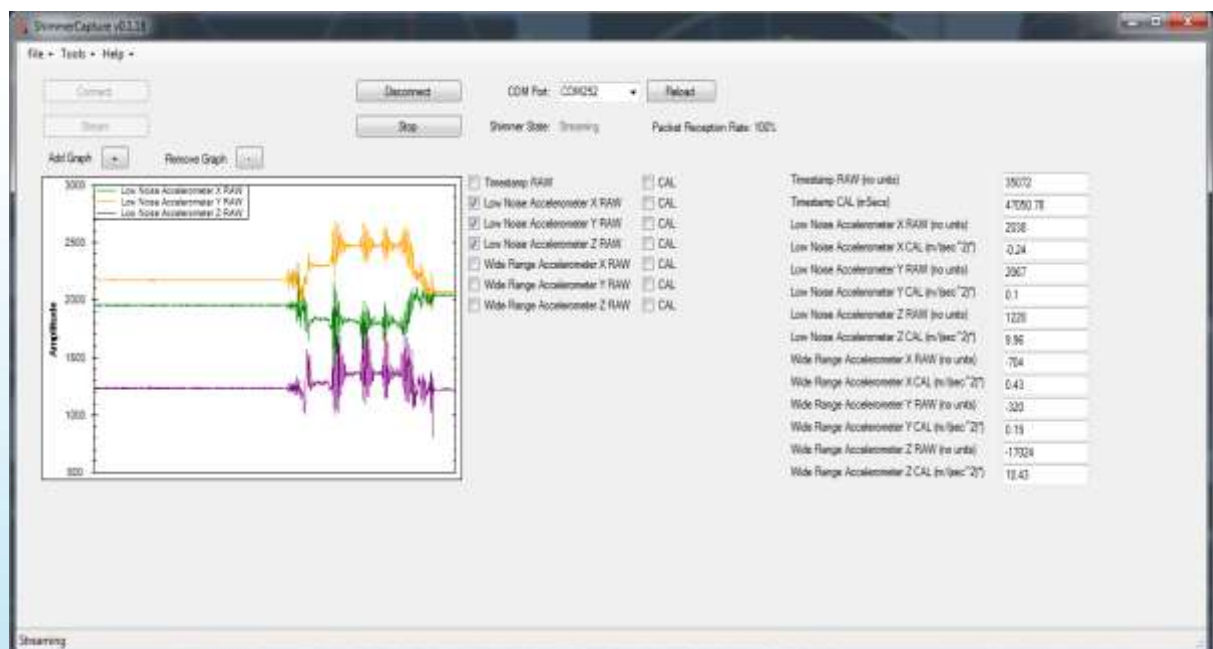 ShimmerCapture v0.1.18
File Tools Help
Connect Disconnect COM Port: COM252 Reload
Stream Stop Shimmer State: Streaming Packet Reception Rate: 100%
Add Graph + Remove Graph -
3000
2500
2000
1500
1000
500
Amplitude
Low Noise Accelerometer X RAW
Low Noise Accelerometer Y RAW
Low Noise Accelerometer Z RAW
Timestamp RAW CAL
Low Noise Accelerometer X RAW CAL
Low Noise Accelerometer Y RAW CAL
Low Noise Accelerometer Z RAW CAL
Wide Range Accelerometer X RAW CAL
Wide Range Accelerometer Y RAW CAL
Wide Range Accelerometer Z RAW CAL
Timestamp RAW (no units) 35072
Timestamp CAL (mSecs) 47050.78
Low Noise Accelerometer X RAW (no units) 2038
Low Noise Accelerometer X CAL (m/(sec^2)*) -0.24
Low Noise Accelerometer Y RAW (no units) 2067
Low Noise Accelerometer Y CAL (m/(sec^2)*) 0.1
Low Noise Accelerometer Z RAW (no units)
Low Noise Accelerometer Z CAL (m/(sec^2)*) 9.96
Wide Range Accelerometer X RAW (no units) -704
Wide Range Accelerometer X CAL (m/(sec^2)*) 0.43
Wide Range Accelerometer Y RAW (no units) -320
Wide Range Accelerometer Y CAL (m/(sec^2)*) 0.19
Wide Range Accelerometer Z RAW (no units) -17024
Wide Range Accelerometer Z CAL (m/(sec^2)*) 10.43
Streaming